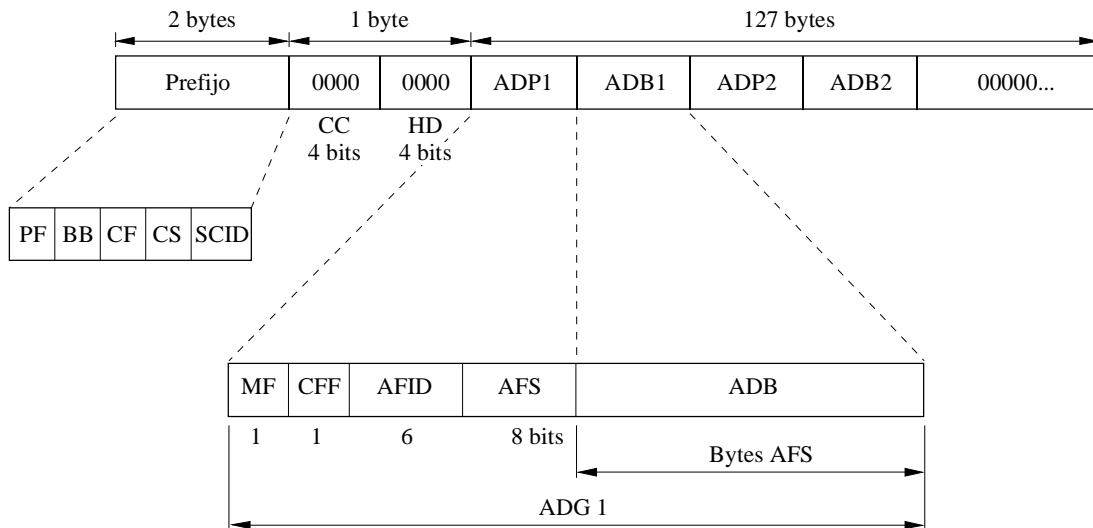 2 bytes 1 byte 127 bytes
Prefijo 0000 0000 ADP1 ADB1 ADP2 ADB2 00000...
CC HD
4 bits 4 bits
PF BB CF CS SCID
MF CFF AFID AFS ADB
1 1 6 8 bits
Bytes AFS
ADG 1